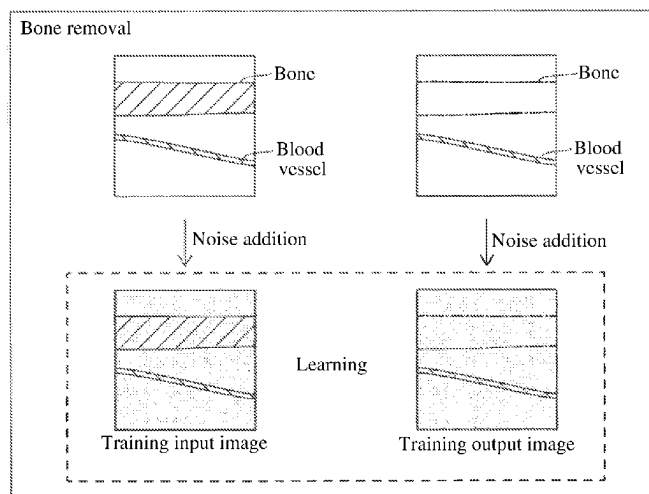 Bone removal
Bone
Blood
vessel
Bone
Blood
vessel
Noise addition
Noise addition
Learning
Training input image
Training output image